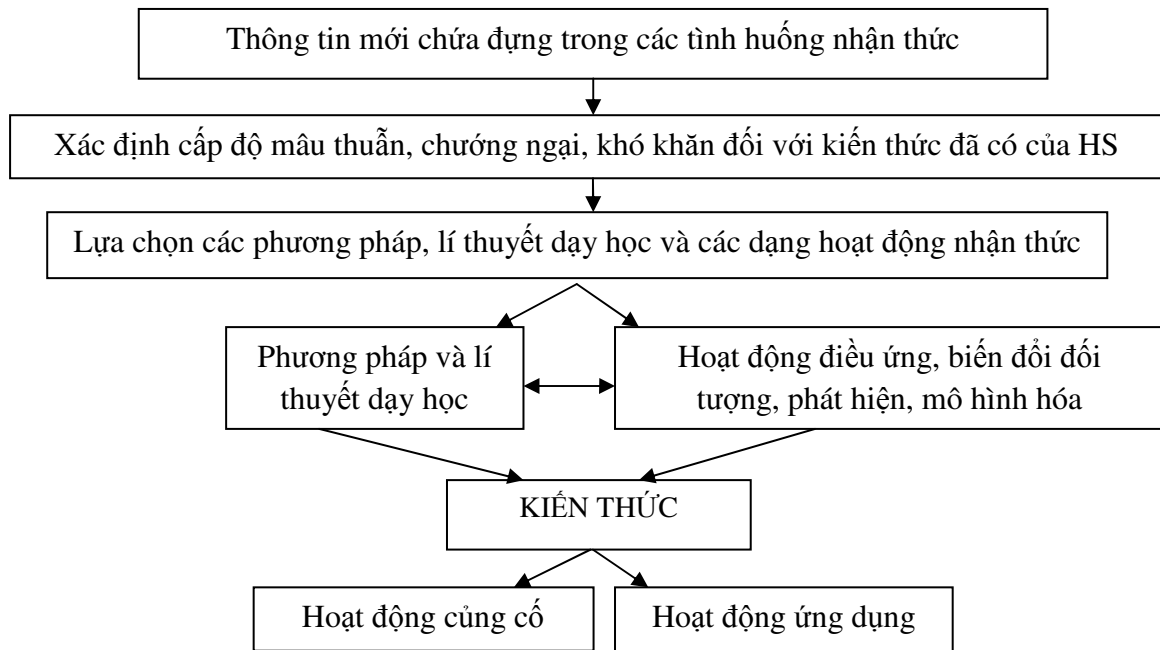 Thông tin mới chứa đựng trong các tình huống nhận thức
Xác định cấp độ mâu thuẫn, chướng ngại, khó khăn đối với kiến thức đã có của HS
Lựa chọn các phương pháp, lí thuyết dạy học và các dạng hoạt động nhận thức
Phương pháp và lí
thuyết dạy học
Hoạt động điều ứng, biến đổi đối
tượng, phát hiện, mô hình hóa
KIẾN THỨC
Hoạt động củng cố
Hoạt động ứng dụng